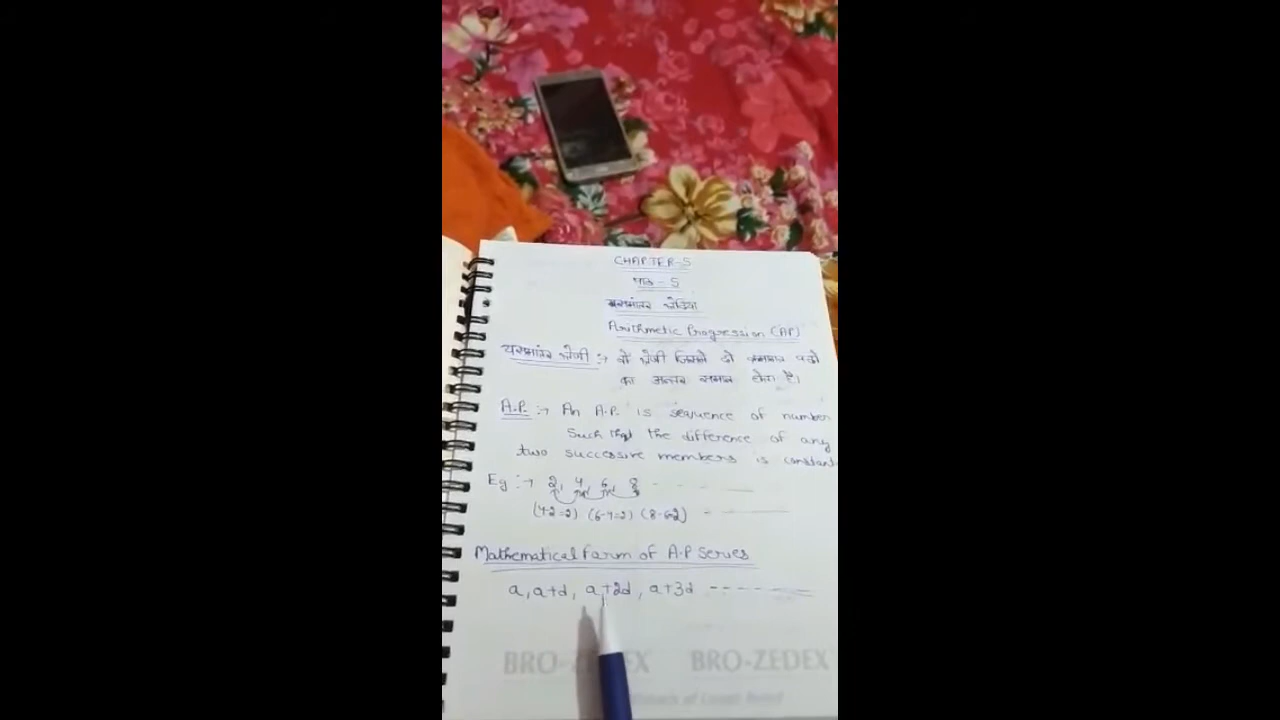 CHAPTER-5
पाठ - 5
समांतर श्रेढियां
Arithmetic Progression (AP)
समांतर श्रेणी :→ वो श्रेणी जिसमे दो लगातार पदो
का अन्तर समान होता है।
A.P. :→ An A.P. is sequence of number
Such that the difference of any
two successive members is constant
Eg :→ 2, 4, 6, 8 - - - - - -
(4-2=2) (6-4=2) (8-6=2) - - - - -
Mathematical Form of A.P Series
a, a+d, a+2d, a+3d - - - - - -
BRO-ZEDEX BRO-ZEDEX